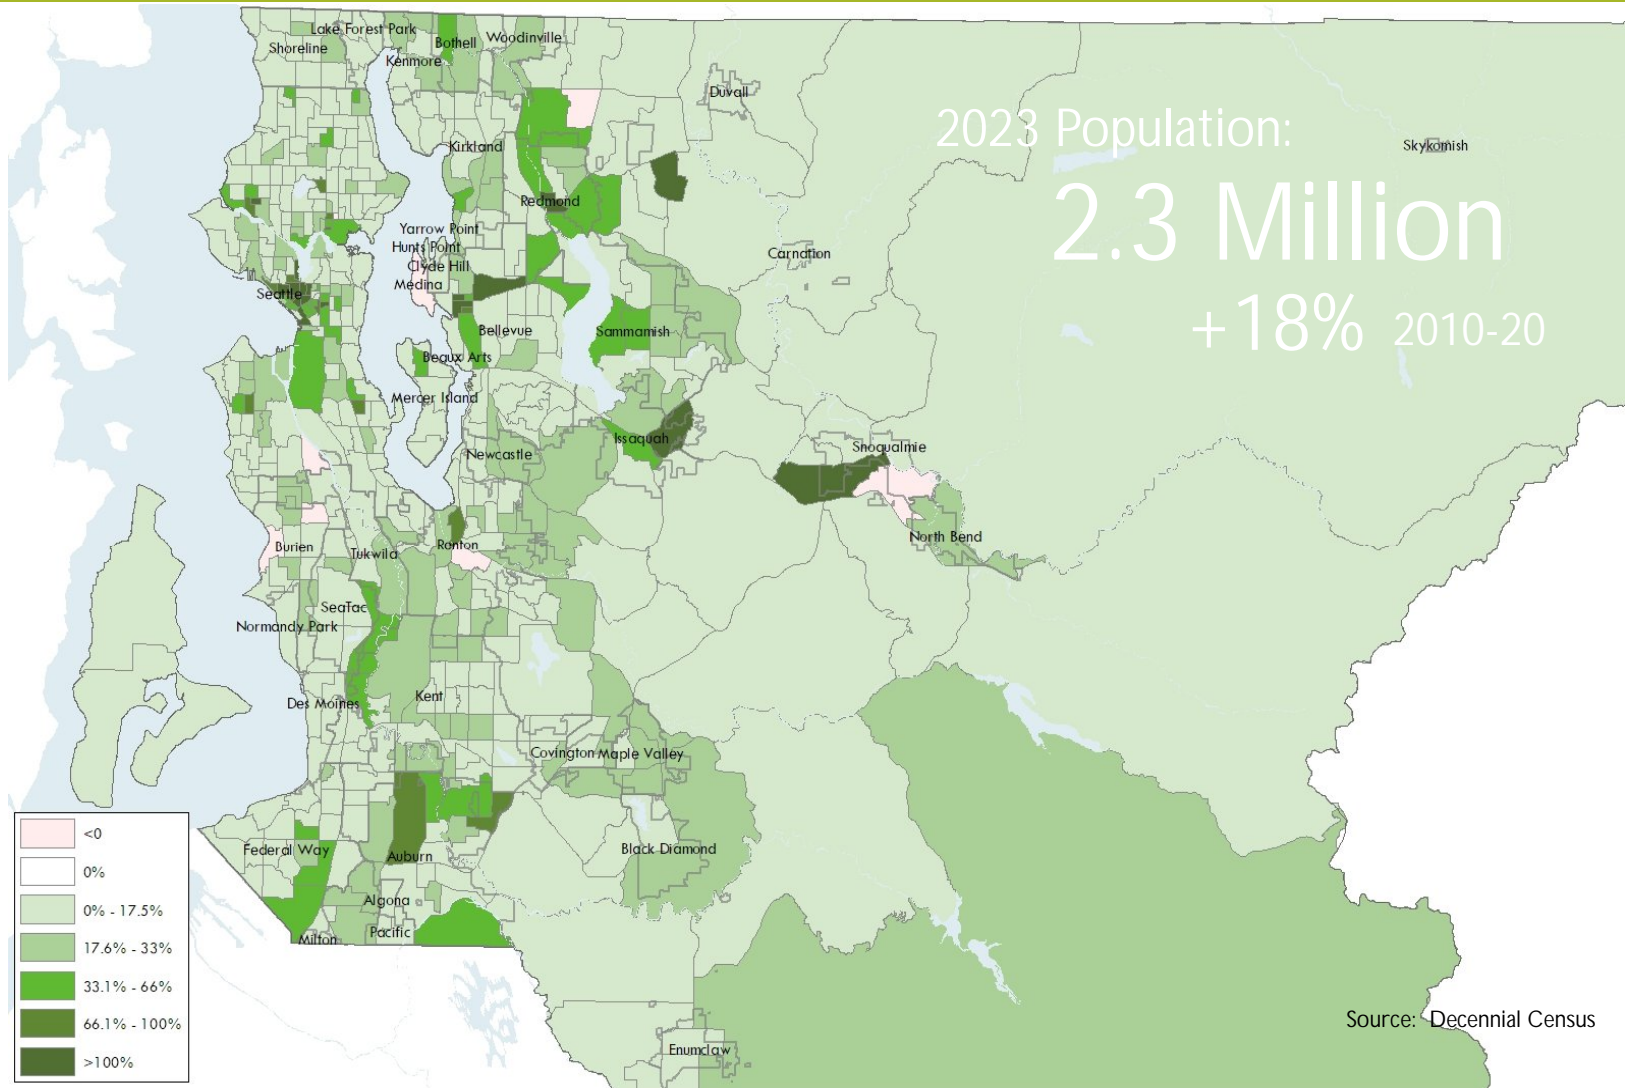 Lake Forest Park
Shoreline
Bothell
Woodinville
Kenmore
Duvall
2023 Population:
Skykomish
Kirkland
2.3 Million
Redmond
Yarrow Point
Hunts Point
Clyde Hill
Medina
Carnation
Seattle
+18% 2010-20
Bellevue
Sammamish
Beaux Arts
Mercer Island
Issaquah
Snoqualmie
Newcastle
North Bend
Burien
Tukwila
Renton
SeaTac
Normandy Park
Kent
Des Moines
Covington
Maple Valley
<0
0%
0% - 17.5%
17.6% - 33%
33.1% - 66%
66.1% - 100%
>100%
Federal Way
Auburn
Black Diamond
Algona
Pacific
Milton
Enumclaw
Source: Decennial Census